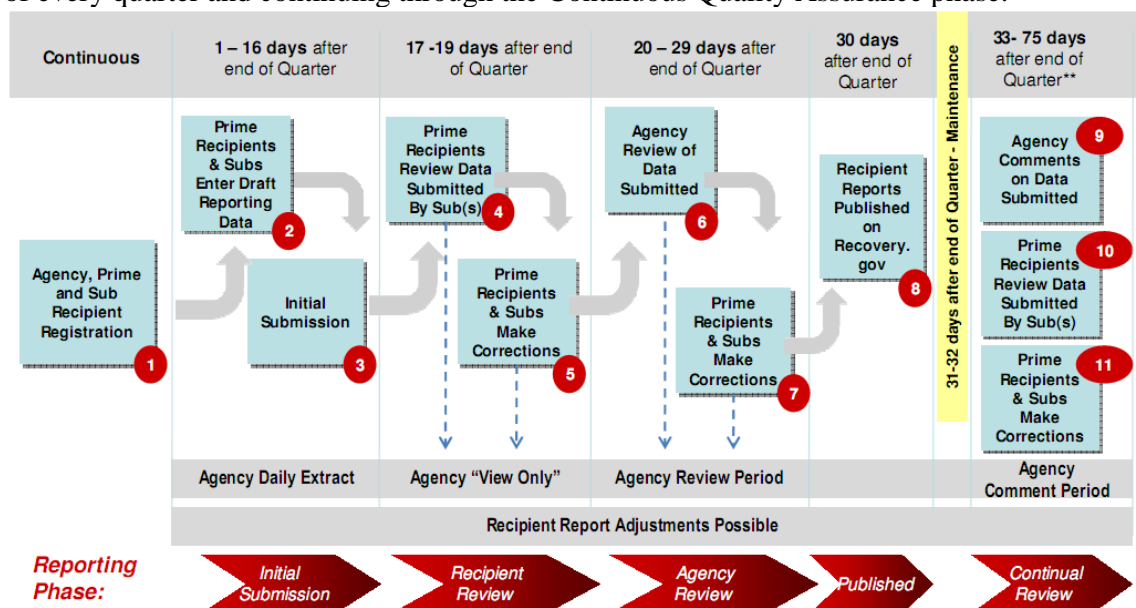 of every quarter and continuing through the Continuous Quality Assurance phase.
Continuous
1 – 16 days after
end of Quarter
17 -19 days after end
of Quarter
20 – 29 days after
end of Quarter
30 days
after end of
Quarter
31-32 days after end of Quarter - Maintenance
33- 75 days
after end of
Quarter**
Agency, Prime
and Sub
Recipient
Registration
1
Prime
Recipients
& Subs
Enter Draft
Reporting
Data
2
Initial
Submission
3
Prime
Recipients
Review Data
Submitted
By Sub(s)
4
Prime
Recipients
& Subs
Make
Corrections
5
Agency
Review of
Data
Submitted
6
Prime
Recipients
& Subs
Make
Corrections
7
Recipient
Reports
Published
on
Recovery.
gov
8
Agency
Comments
on Data
Submitted
9
Prime
Recipients
Review Data
Submitted
By Sub(s)
10
Prime
Recipients
& Subs
Make
Corrections
11
Agency Daily Extract
Agency “View Only”
Agency Review Period
Agency
Comment Period
Recipient Report Adjustments Possible
Reporting
Phase:
Initial
Submission
Recipient
Review
Agency
Review
Published
Continual
Review